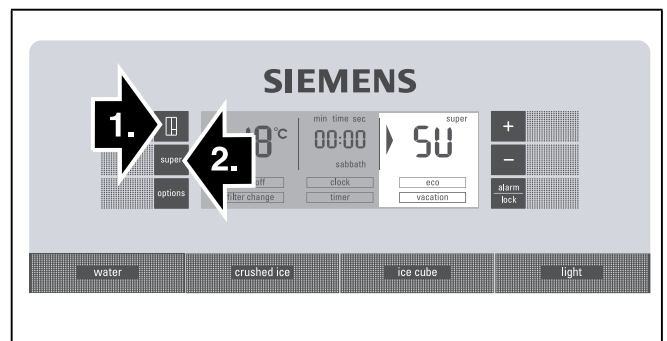 SIEMENS
1.
18°C
min time sec
00:00
sabbath
super
SU
+
super
2.
–
options
off
clock
eco
alarm
lock
filter change
timer
vacation
water
crushed ice
ice cube
light